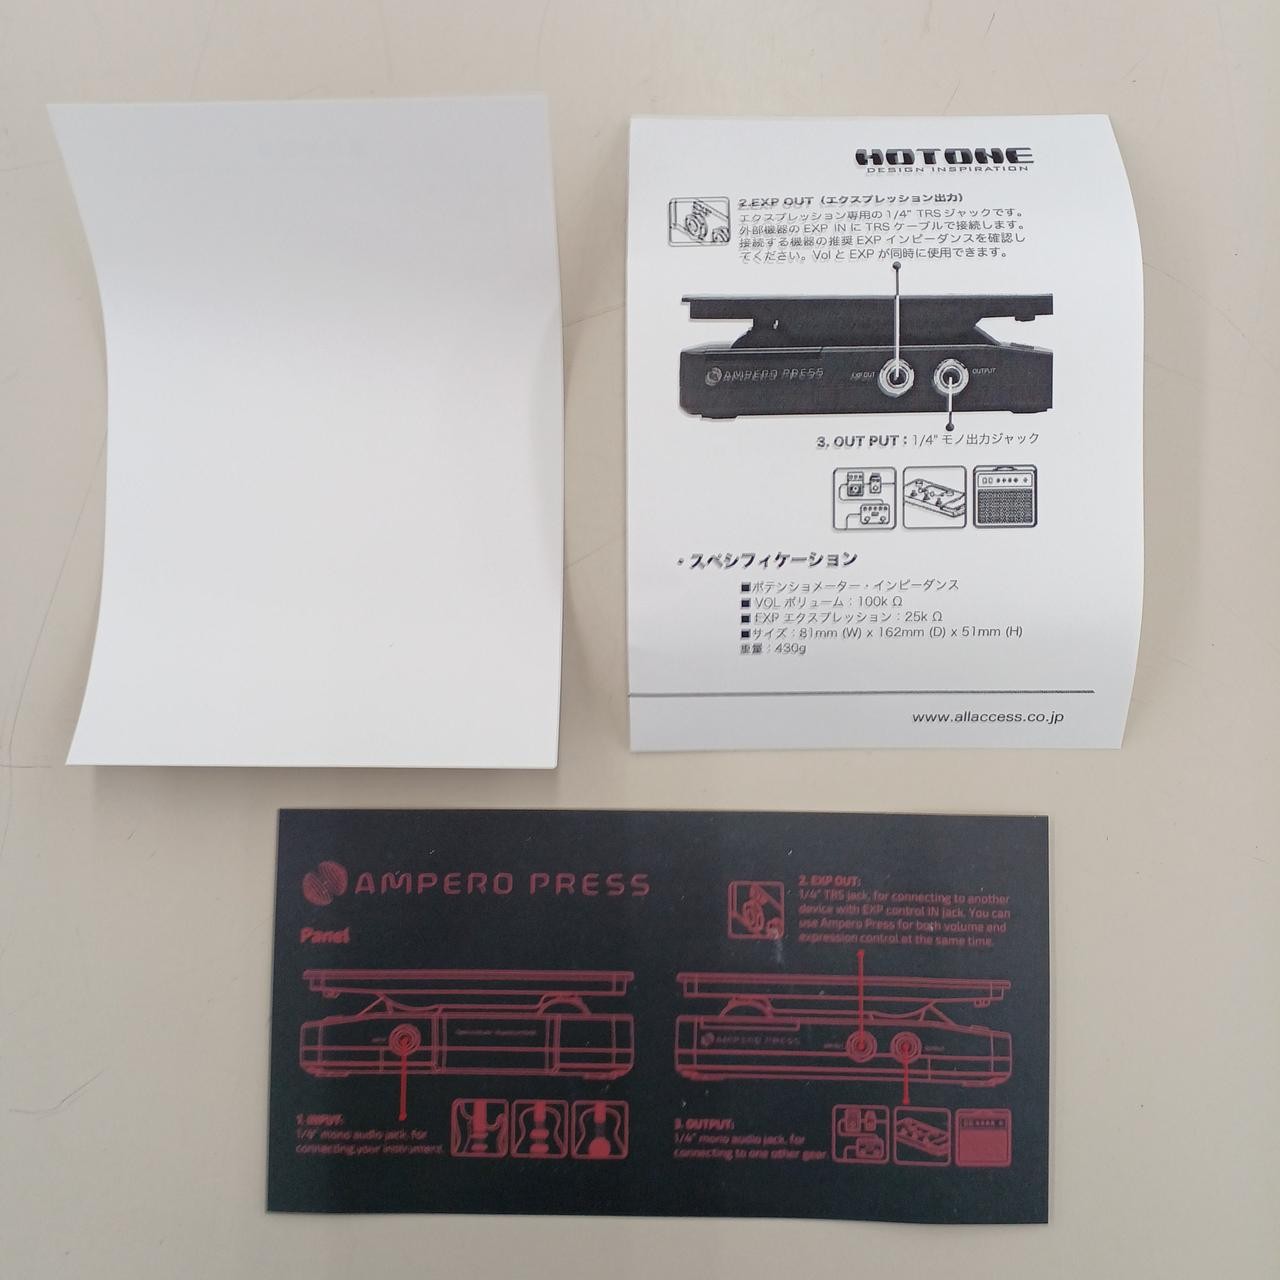 HOTONE
DESIGN INSPIRATION
2.EXP OUT（エクスプレッション出力）
エクスプレッション専用の 1/4" TRS ジャックです。
外部機器の EXP IN に TRS ケーブルで接続します。
接続する機器の推奨 EXP インピーダンスを確認し
てください。Vol と EXP が同時に使用できます。
AMPERO PRESS
EXP OUT
OUTPUT
3. OUT PUT：1/4" モノ出力ジャック
・スペシフィケーション
■ポテンショメーター・インピーダンス
■ VOL ボリューム：100k Ω
■ EXP エクスプレッション：25k Ω
■サイズ：81mm (W) x 162mm (D) x 51mm (H)
重量：430g
www.allaccess.co.jp
AMPERO PRESS
Panel
2. EXP OUT:
1/4" TRS jack, for connecting to another
device with EXP control IN jack. You can
use Ampero Press for both volume and
expression control at the same time.
AMPERO PRESS
1. INPUT:
1/4" mono audio jack, for
connecting your instrument.
3. OUTPUT:
1/4" mono audio jack, for
connecting to one other gear.